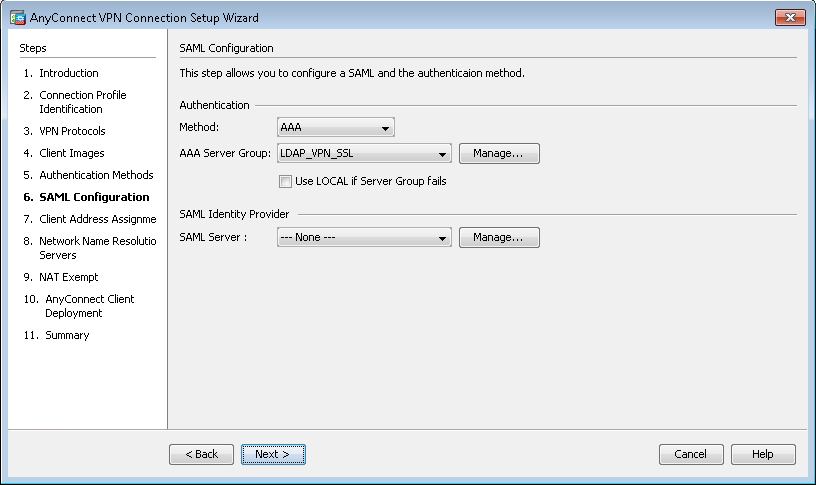 AnyConnect VPN Connection Setup Wizard
Steps
1. Introduction
2. Connection Profile
Identification
3. VPN Protocols
4. Client Images
5. Authentication Methods
6. SAML Configuration
7. Client Address Assignme
8. Network Name Resolutio
Servers
9. NAT Exempt
10. AnyConnect Client
Deployment
11. Summary
SAML Configuration
This step allows you to configure a SAML and the authenticaion method.
Authentication
Method: AAA
AAA Server Group: LDAP_VPN_SSL Manage...
Use LOCAL if Server Group fails
SAML Identity Provider
SAML Server : --- None --- Manage...
< Back Next > Cancel Help